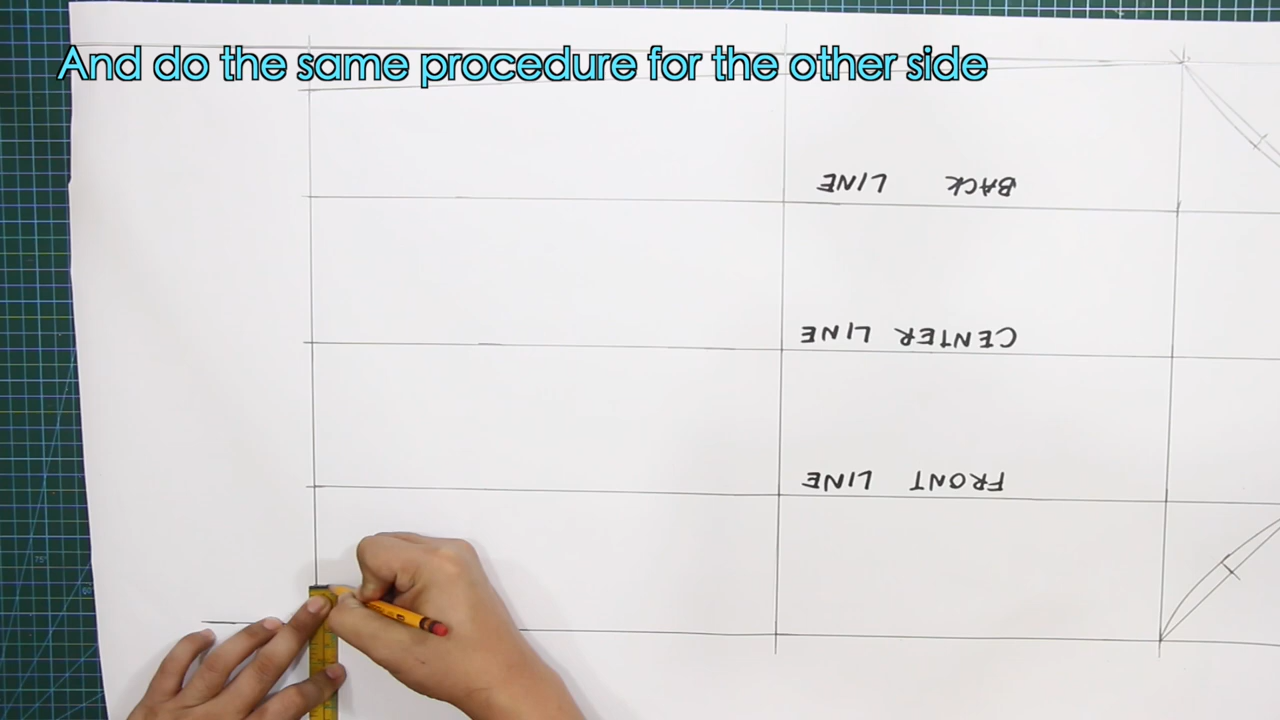 And do the same procedure for the other side
BACK LINE
CENTER LINE
FRONT LINE